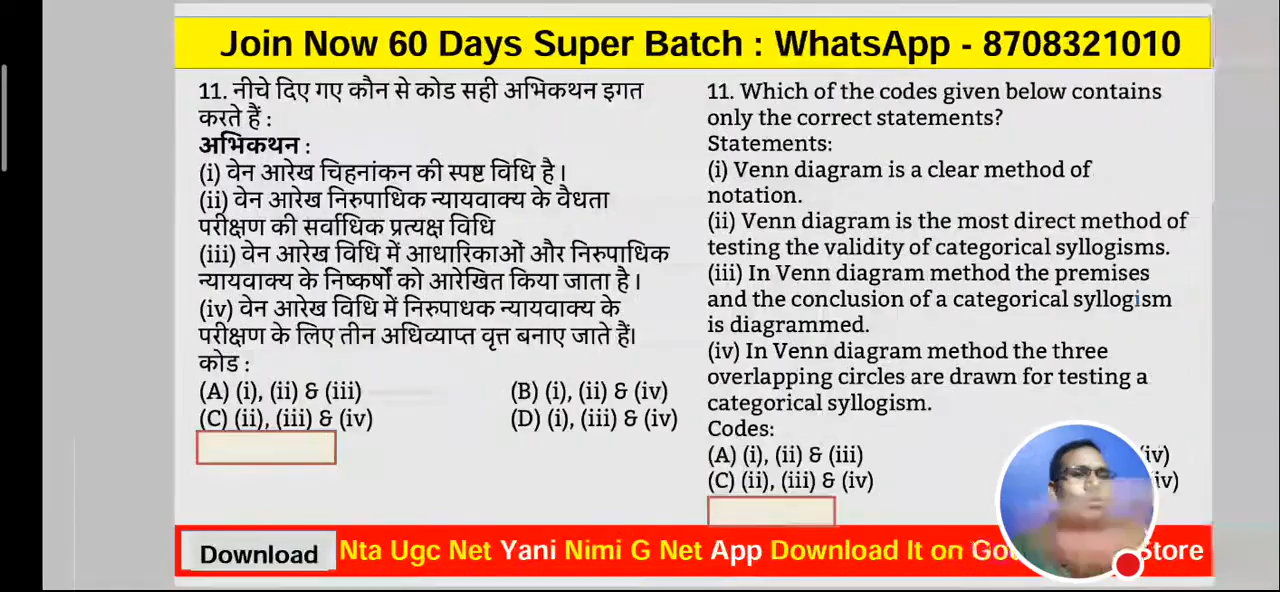 Join Now 60 Days Super Batch : WhatsApp - 8708321010
11. नीचे दिए गए कौन से कोड सही अभिकथन इगत
करते हैं :
अभिकथन :
(i) वेन आरेख चिहनांकन की स्पष्ट विधि है।
(ii) वेन आरेख निरुपाधिक न्यायवाक्य के वैधता
परीक्षण की सर्वाधिक प्रत्यक्ष विधि
(iii) वेन आरेख विधि में आधारिकाओं और निरुपाधिक
न्यायवाक्य के निष्कर्षों को आरेखित किया जाता है।
(iv) वेन आरेख विधि में निरुपाधक न्यायवाक्य के
परीक्षण के लिए तीन अधिव्याप्त वृत्त बनाए जाते हैं।
कोड :
(A) (i), (ii) & (iii) (B) (i), (ii) & (iv)
(C) (ii), (iii) & (iv) (D) (i), (iii) & (iv)
11. Which of the codes given below contains
only the correct statements?
Statements:
(i) Venn diagram is a clear method of
notation.
(ii) Venn diagram is the most direct method of
testing the validity of categorical syllogisms.
(iii) In Venn diagram method the premises
and the conclusion of a categorical syllogism
is diagrammed.
(iv) In Venn diagram method the three
overlapping circles are drawn for testing a
categorical syllogism.
Codes:
(A) (i), (ii) & (iii) (iv)
(C) (ii), (iii) & (iv) iv)
Download Nta Ugc Net Yani Nimi G Net App Download It on Store